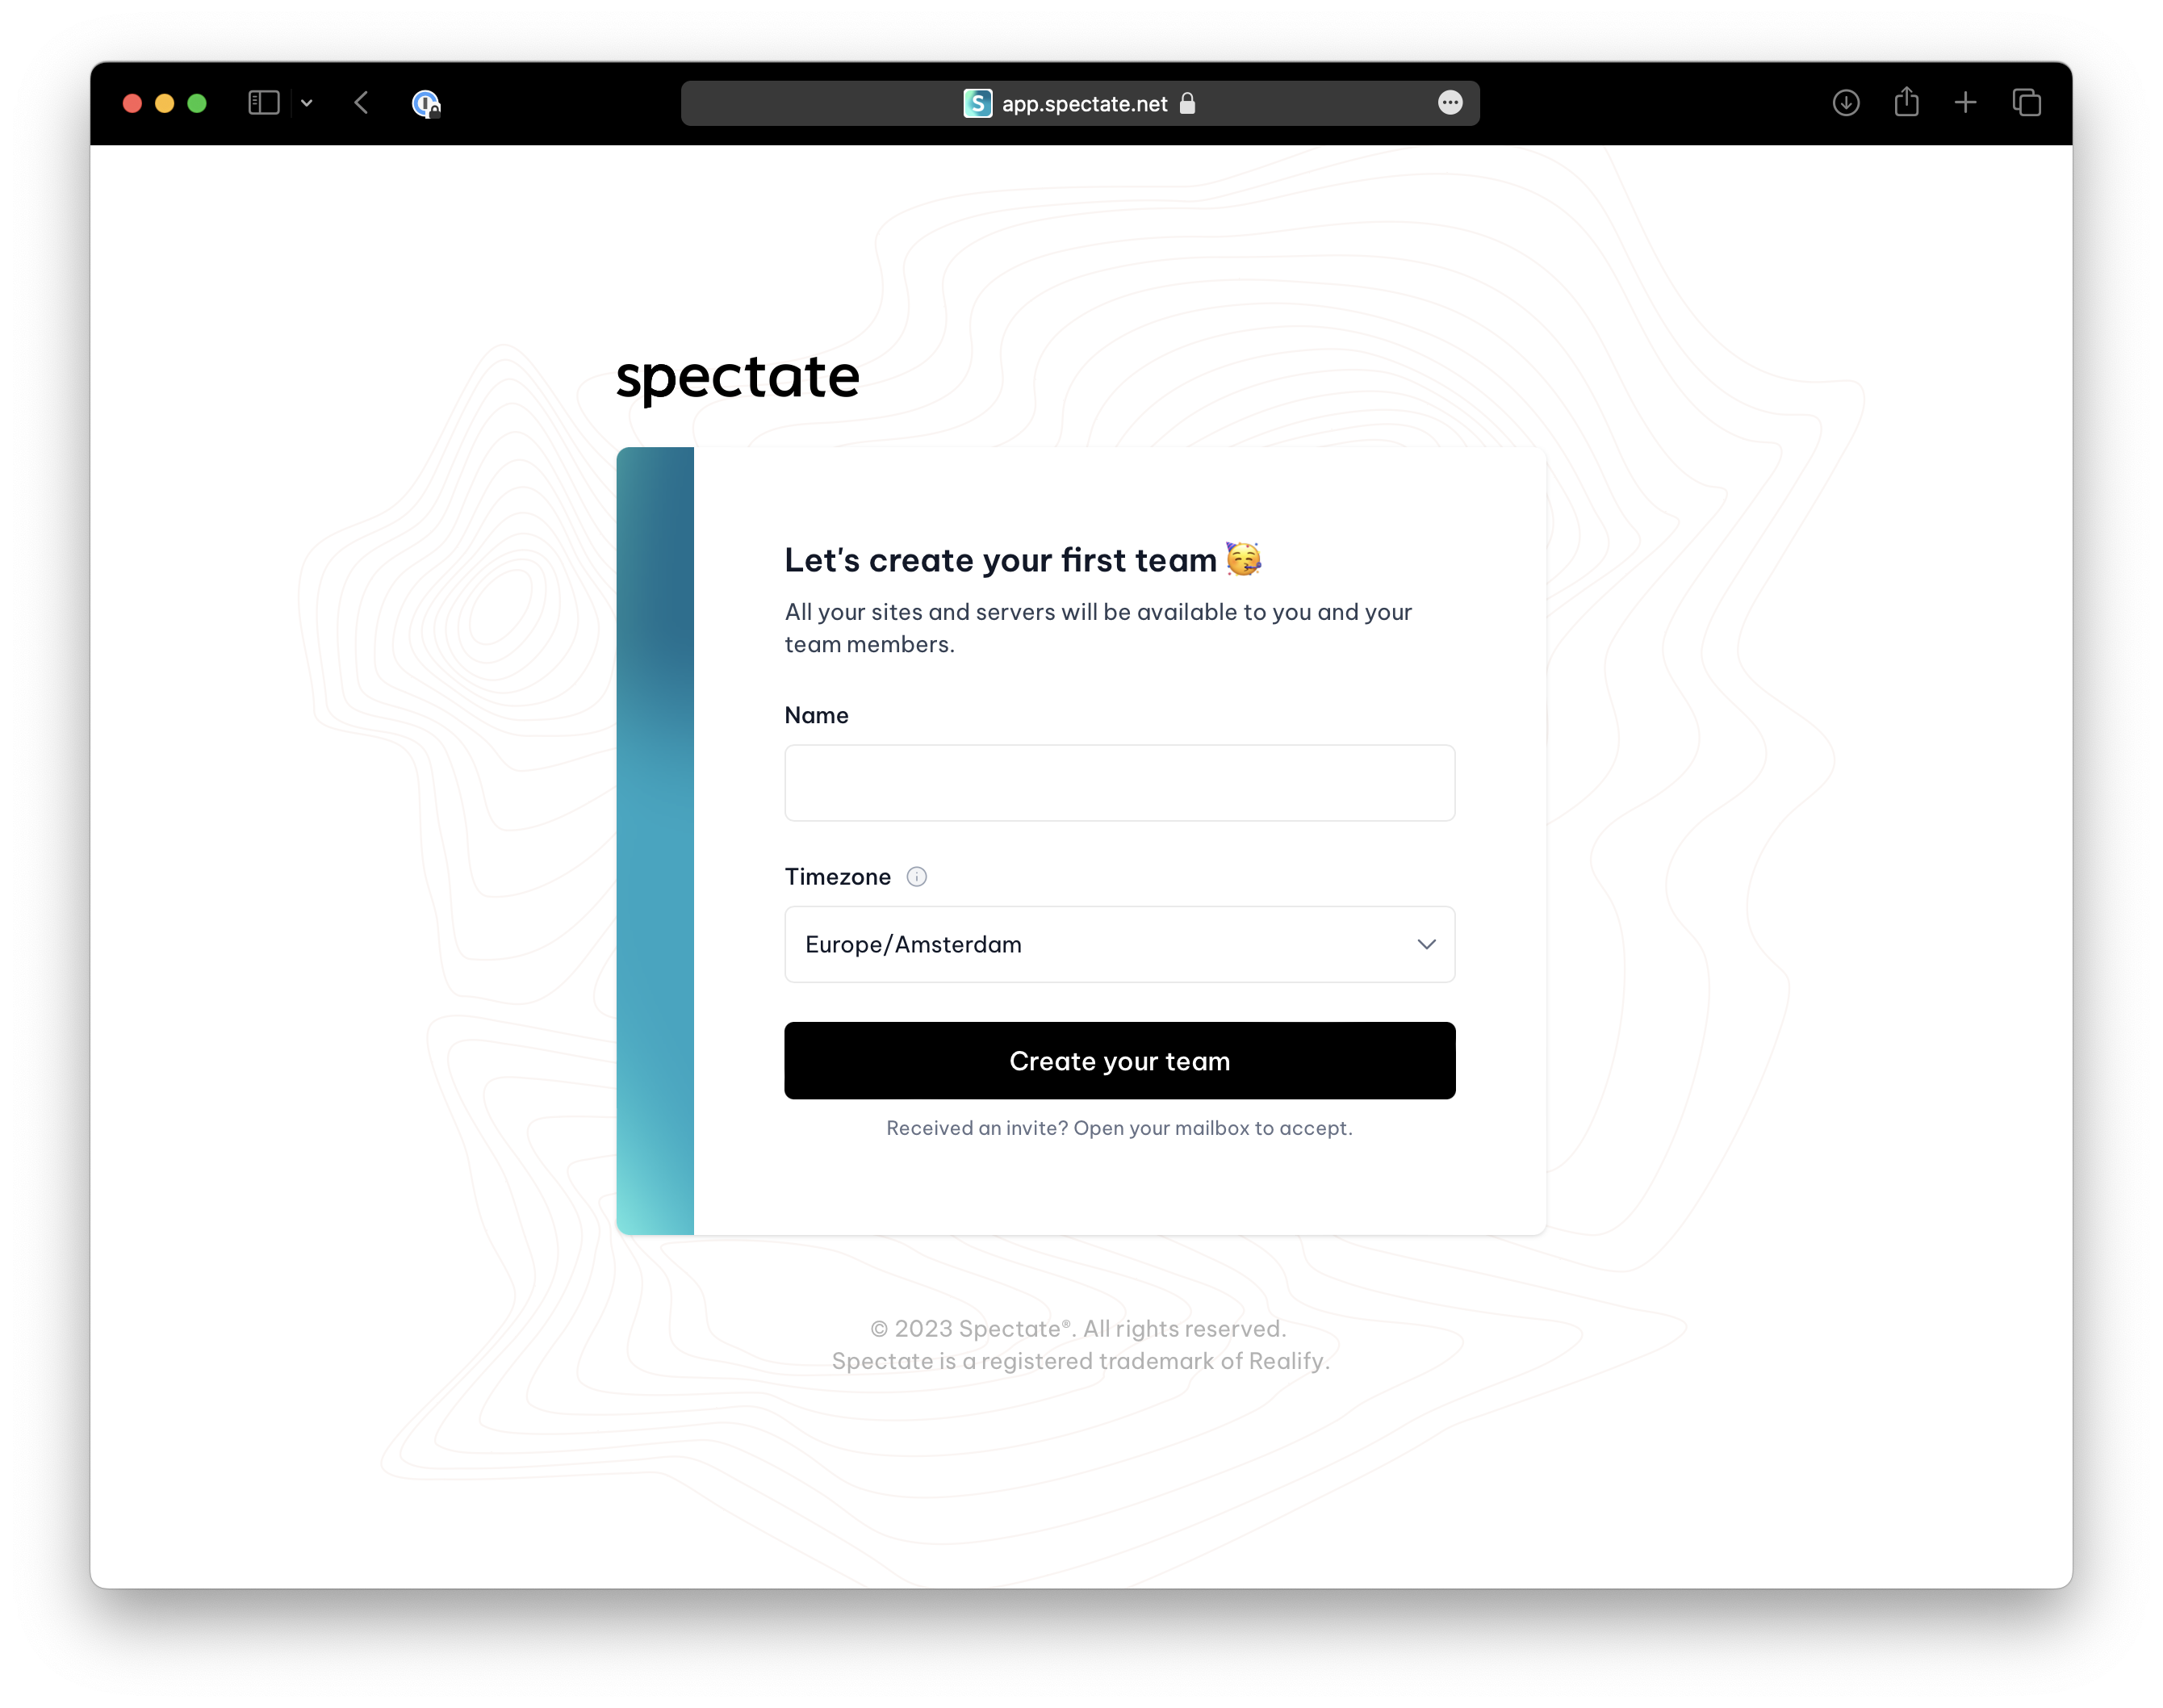 S app.spectate.net
spectate
Let's create your first team
All your sites and servers will be available to you and your
team members.
Name
Timezone
Europe/Amsterdam
Create your team
Received an invite? Open your mailbox to accept.
© 2023 Spectate®. All rights reserved.
Spectate is a registered trademark of Realify.